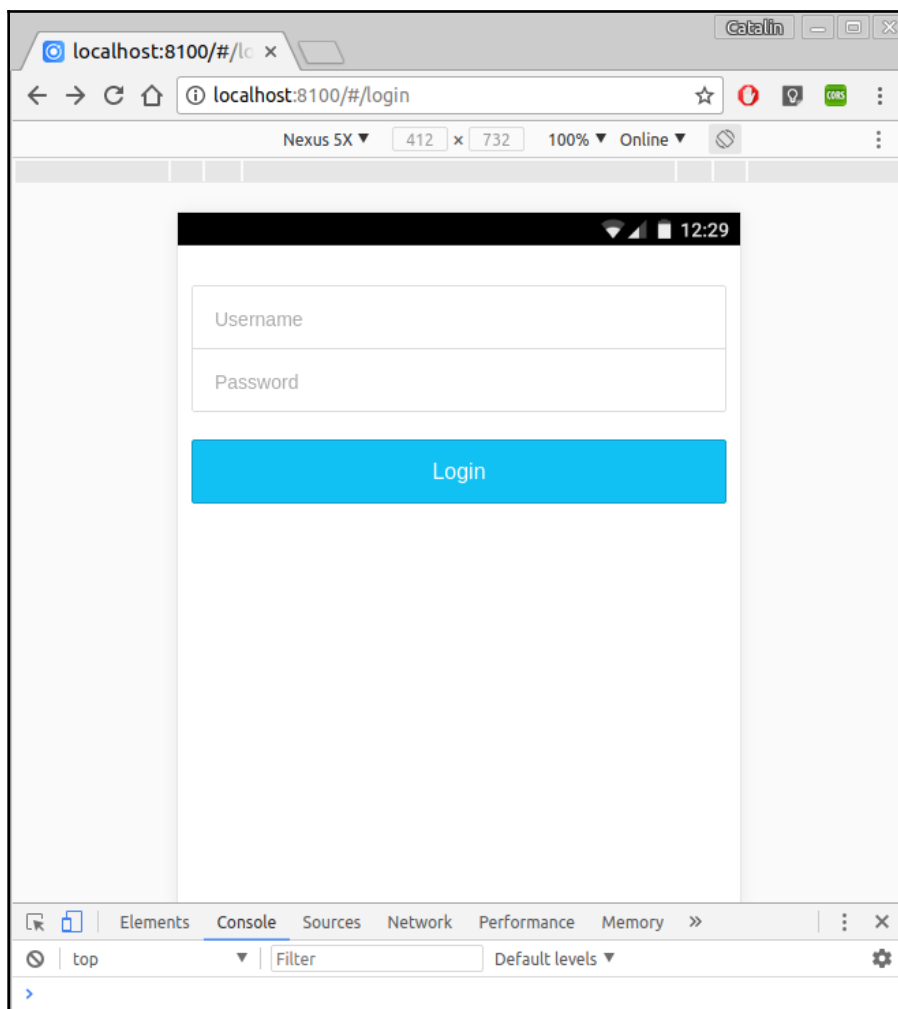 Catalin
localhost:8100/#/lo ×
localhost:8100/#/login
CORS
Nexus 5X ▼ 412 × 732 100% ▼ Online ▼
12:29
Username
Password
Login
Elements Console Sources Network Performance Memory »
top ▼ Filter Default levels ▼
>